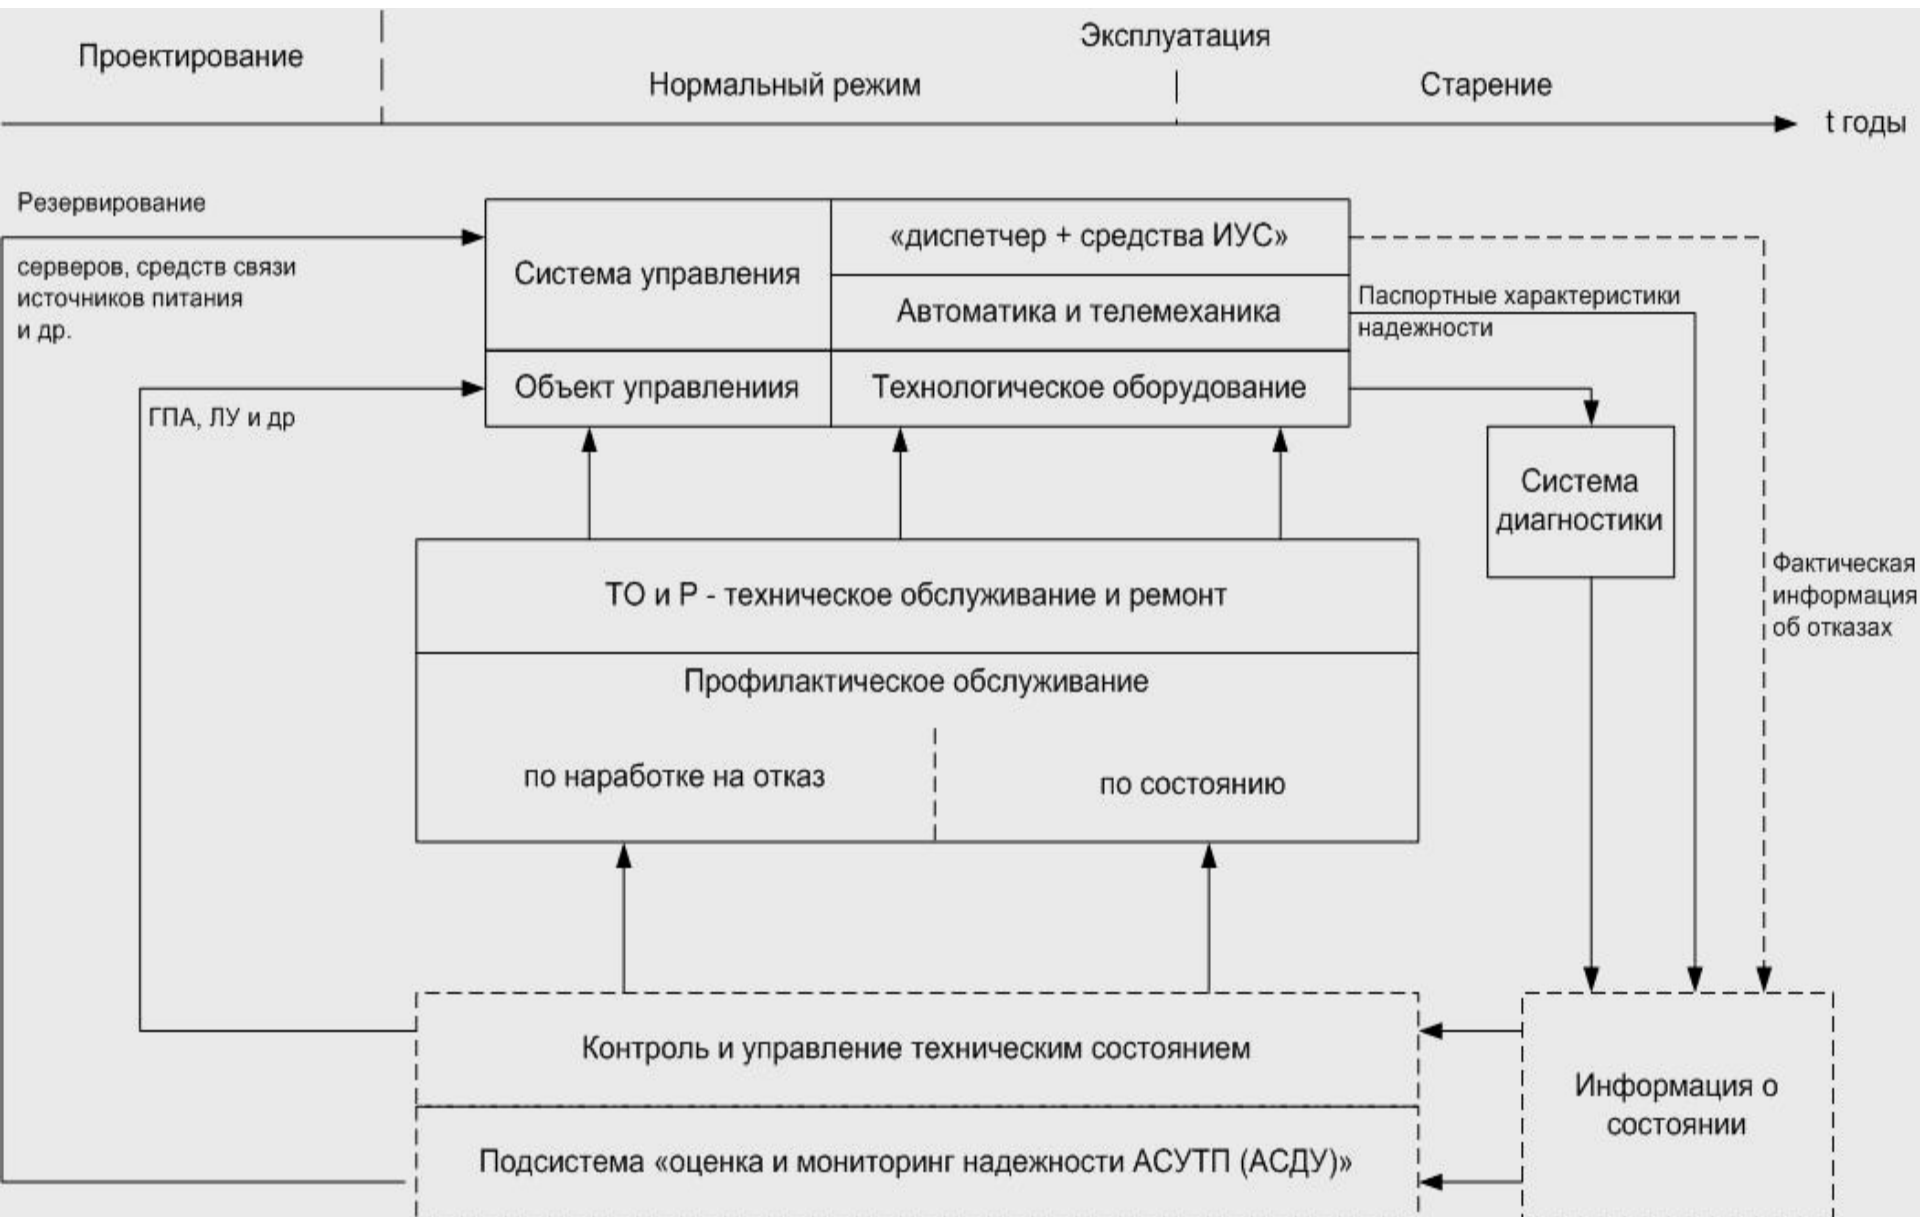 Проектирование
Эксплуатация
Нормальный режим
Старение
t годы
Резервирование
серверов, средств связи
источников питания
и др.
Система управления
«диспетчер + средства ИУС»
Автоматика и телемеханика
Паспортные характеристики
надежности
Объект управлениия
Технологическое оборудование
ГПА, ЛУ и др
Система
диагностики
Фактическая
информация
об отказах
ТО и Р - техническое обслуживание и ремонт
Профилактическое обслуживание
по наработке на отказ
по состоянию
Контроль и управление техническим состоянием
Информация о
состоянии
Подсистема «оценка и мониторинг надежности АСУТП (АСДУ)»